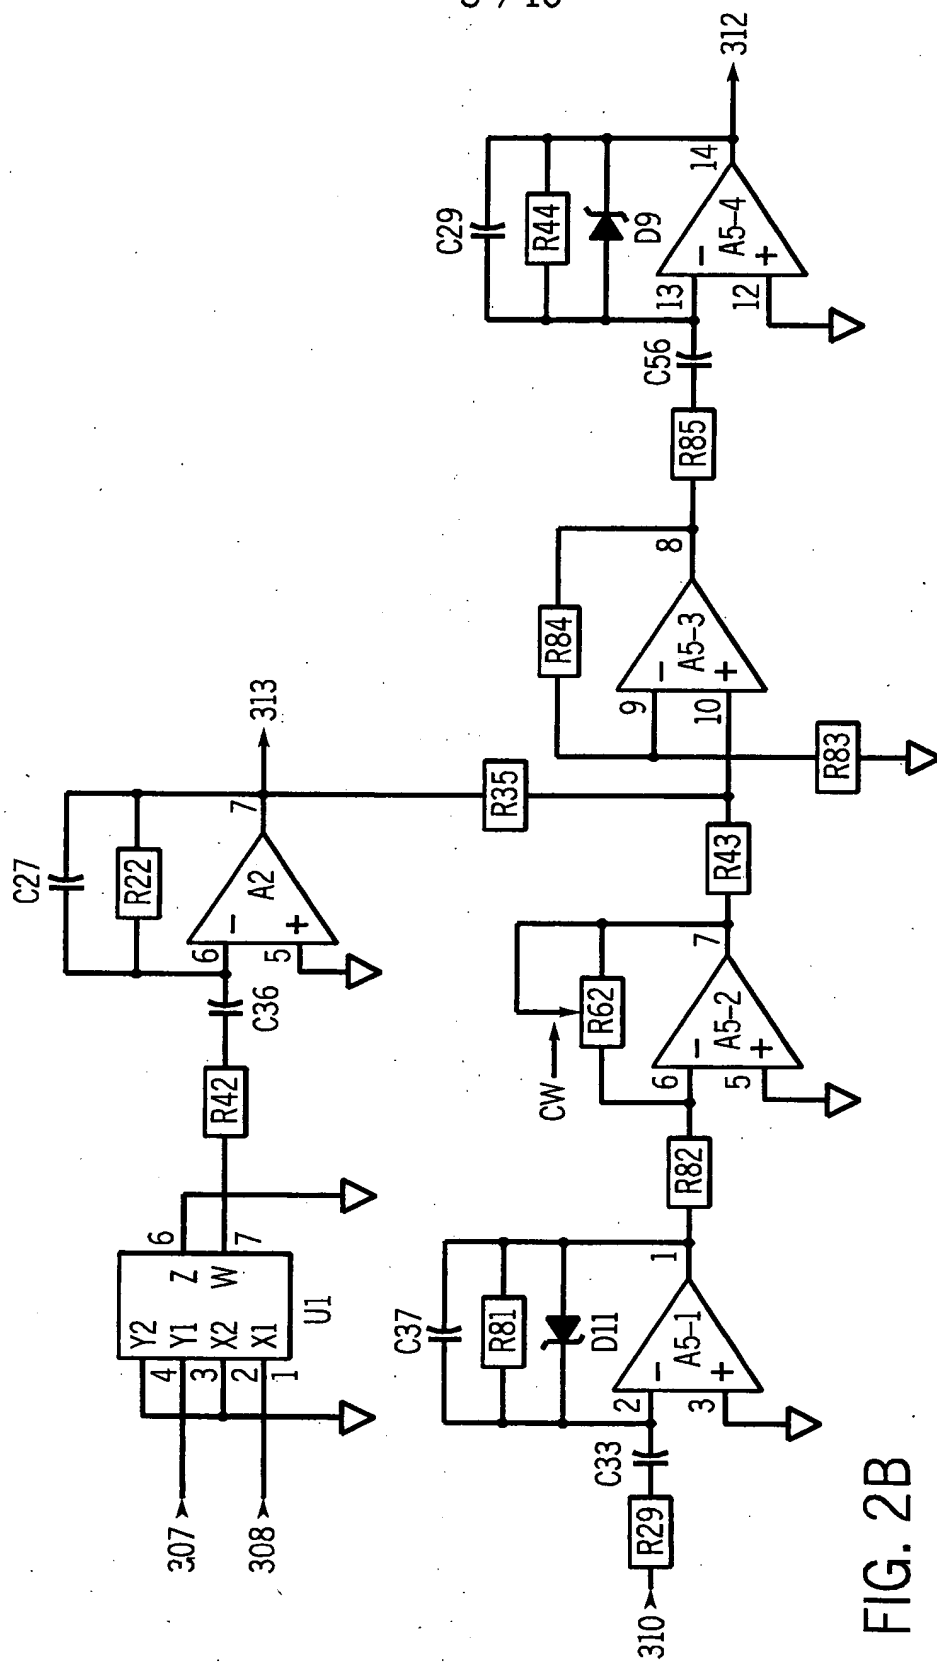 C27
R22
6
7
313
A2
−
+
5
R42
C36
307
308
Y2
Y1
X2
X1
Z
W
4
3
2
1
6
7
U1
R35
C37
R81
D11
310
R29
C33
2
3
−
+
A5-1
1
R82
CW
R62
6
5
−
+
A5-2
7
R43
R84
9
10
−
+
A5-3
8
R83
R85
C56
C29
R44
D9
13
12
−
+
A5-4
14
312
FIG. 2B